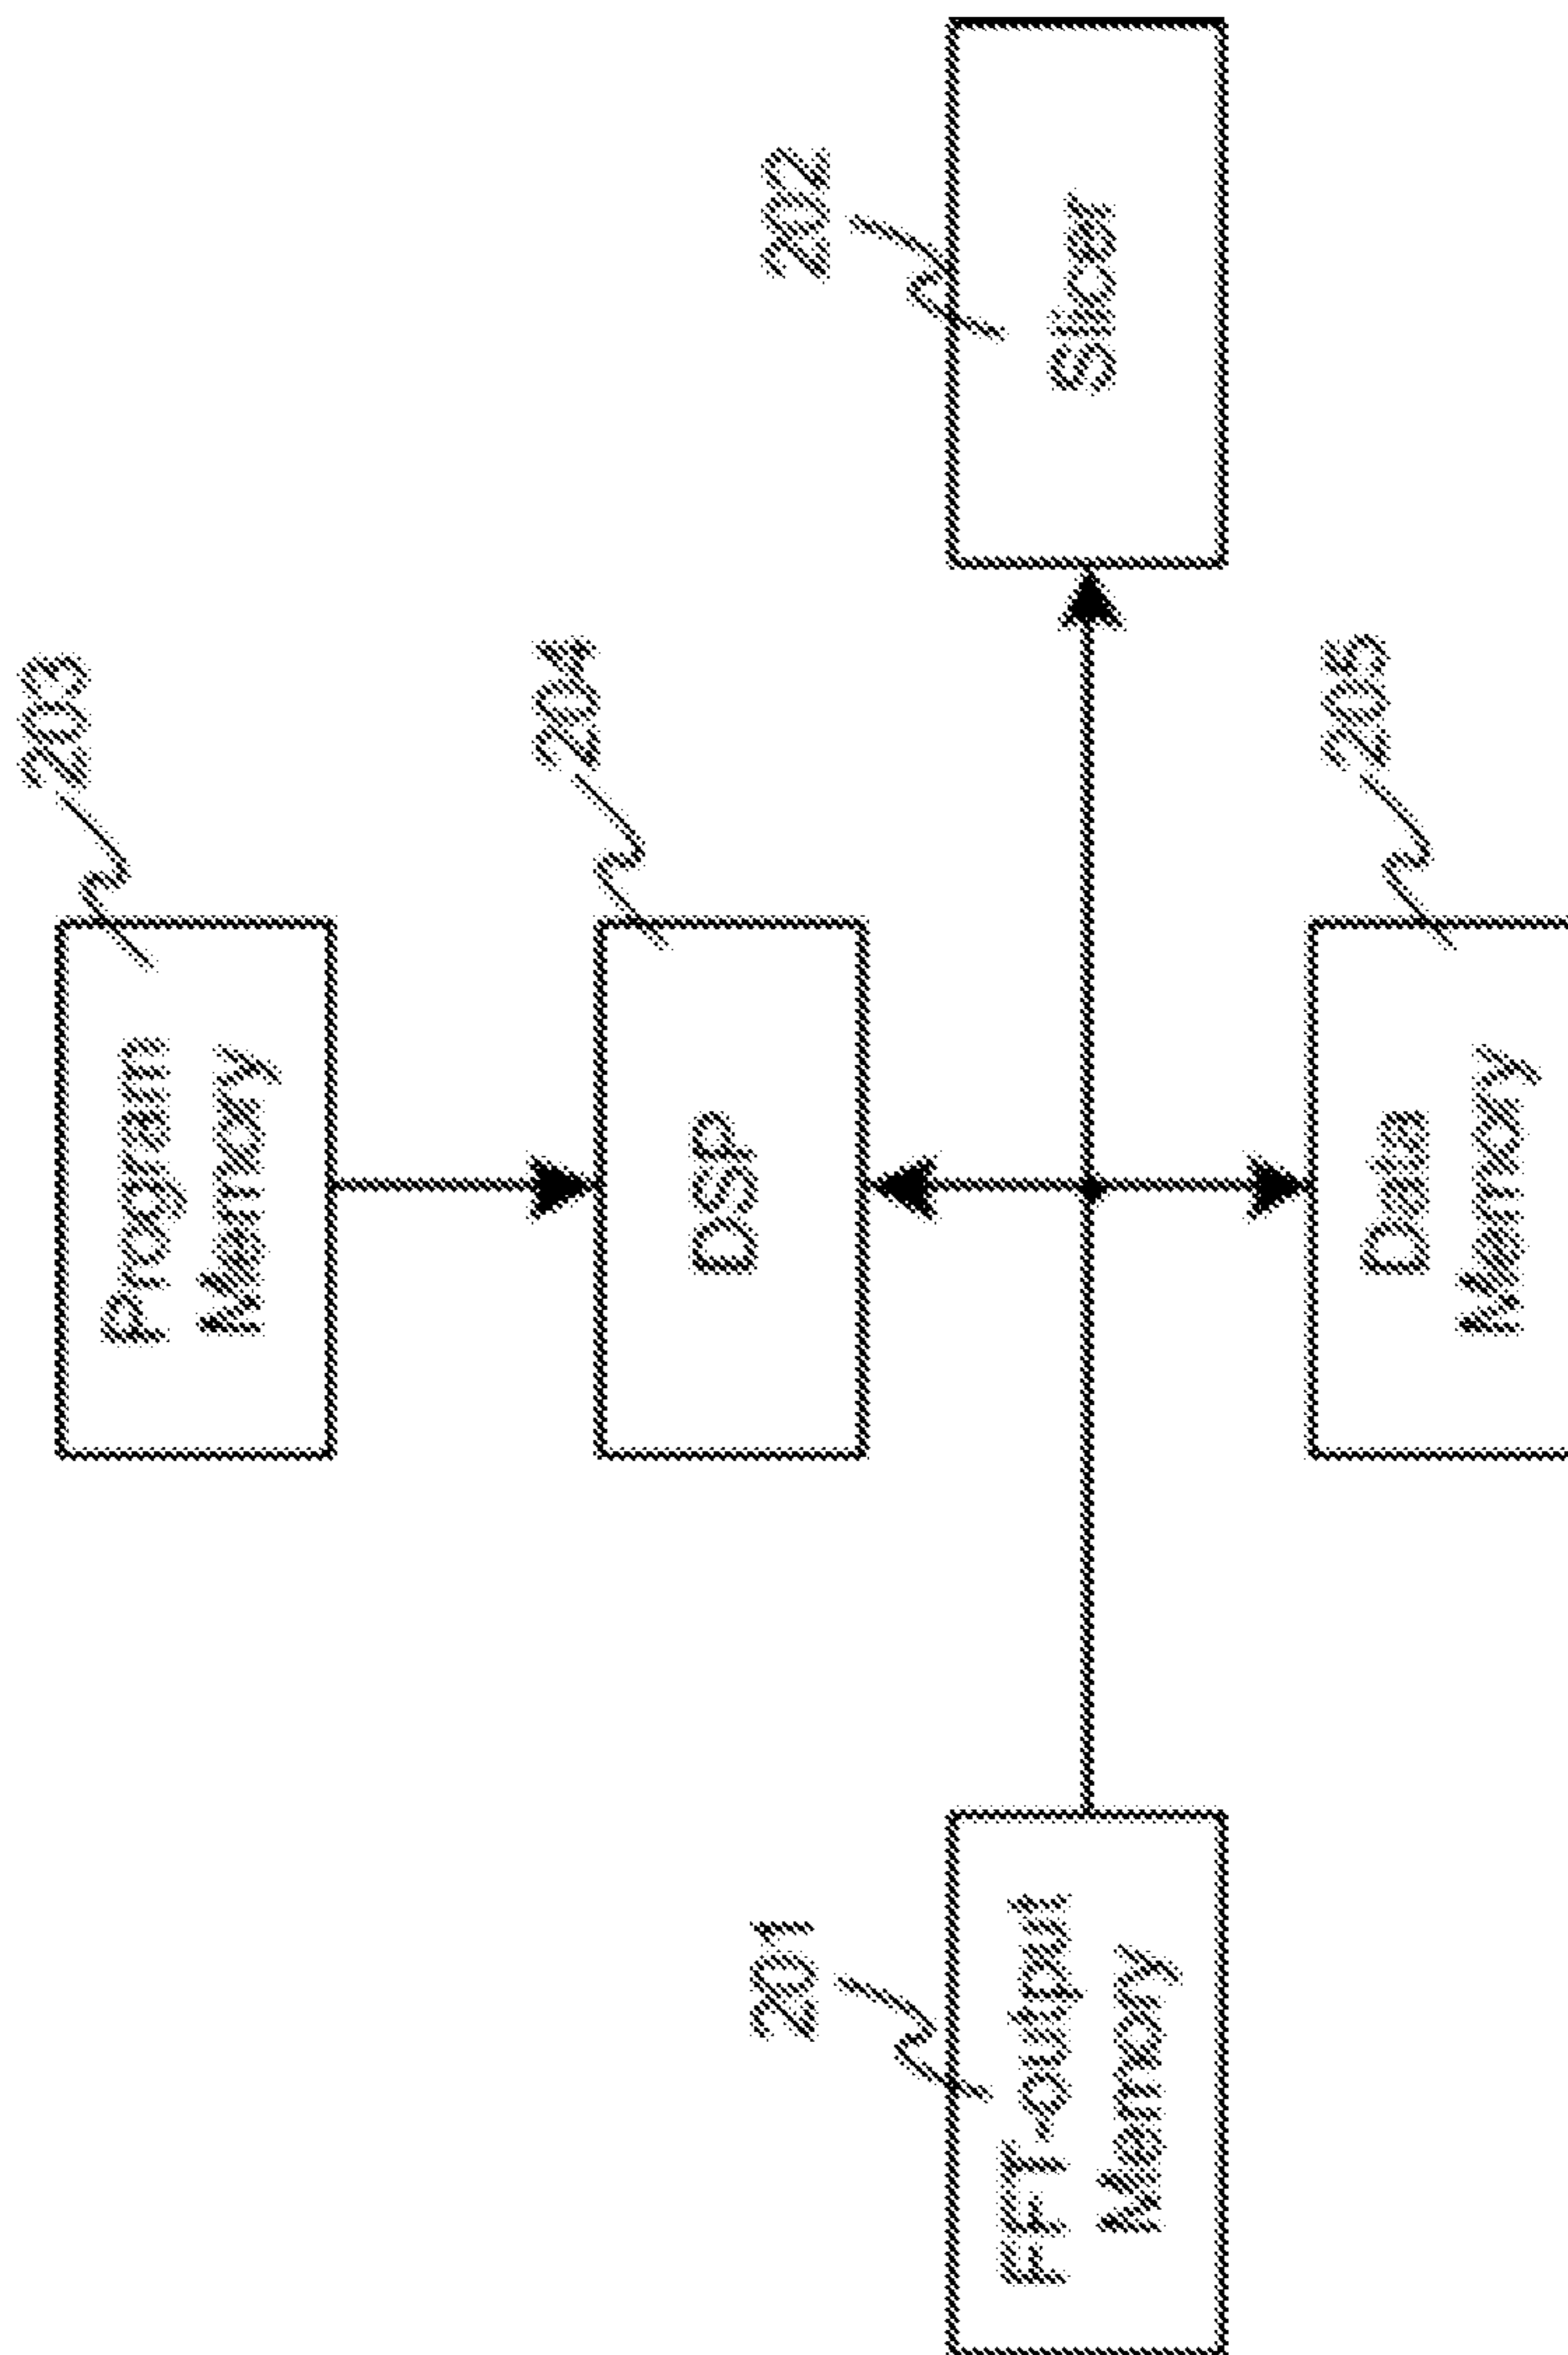 203
Program
Memory
204
DSP
201
FFT-output
Memory
202
Slicer
205
Data
Memory